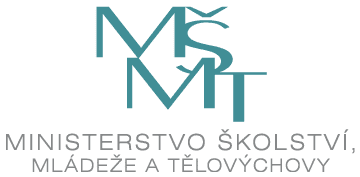 MŠ
MT
MINISTERSTVO ŠKOLSTVÍ,
MLÁDEŽE A TĚLOVÝCHOVY